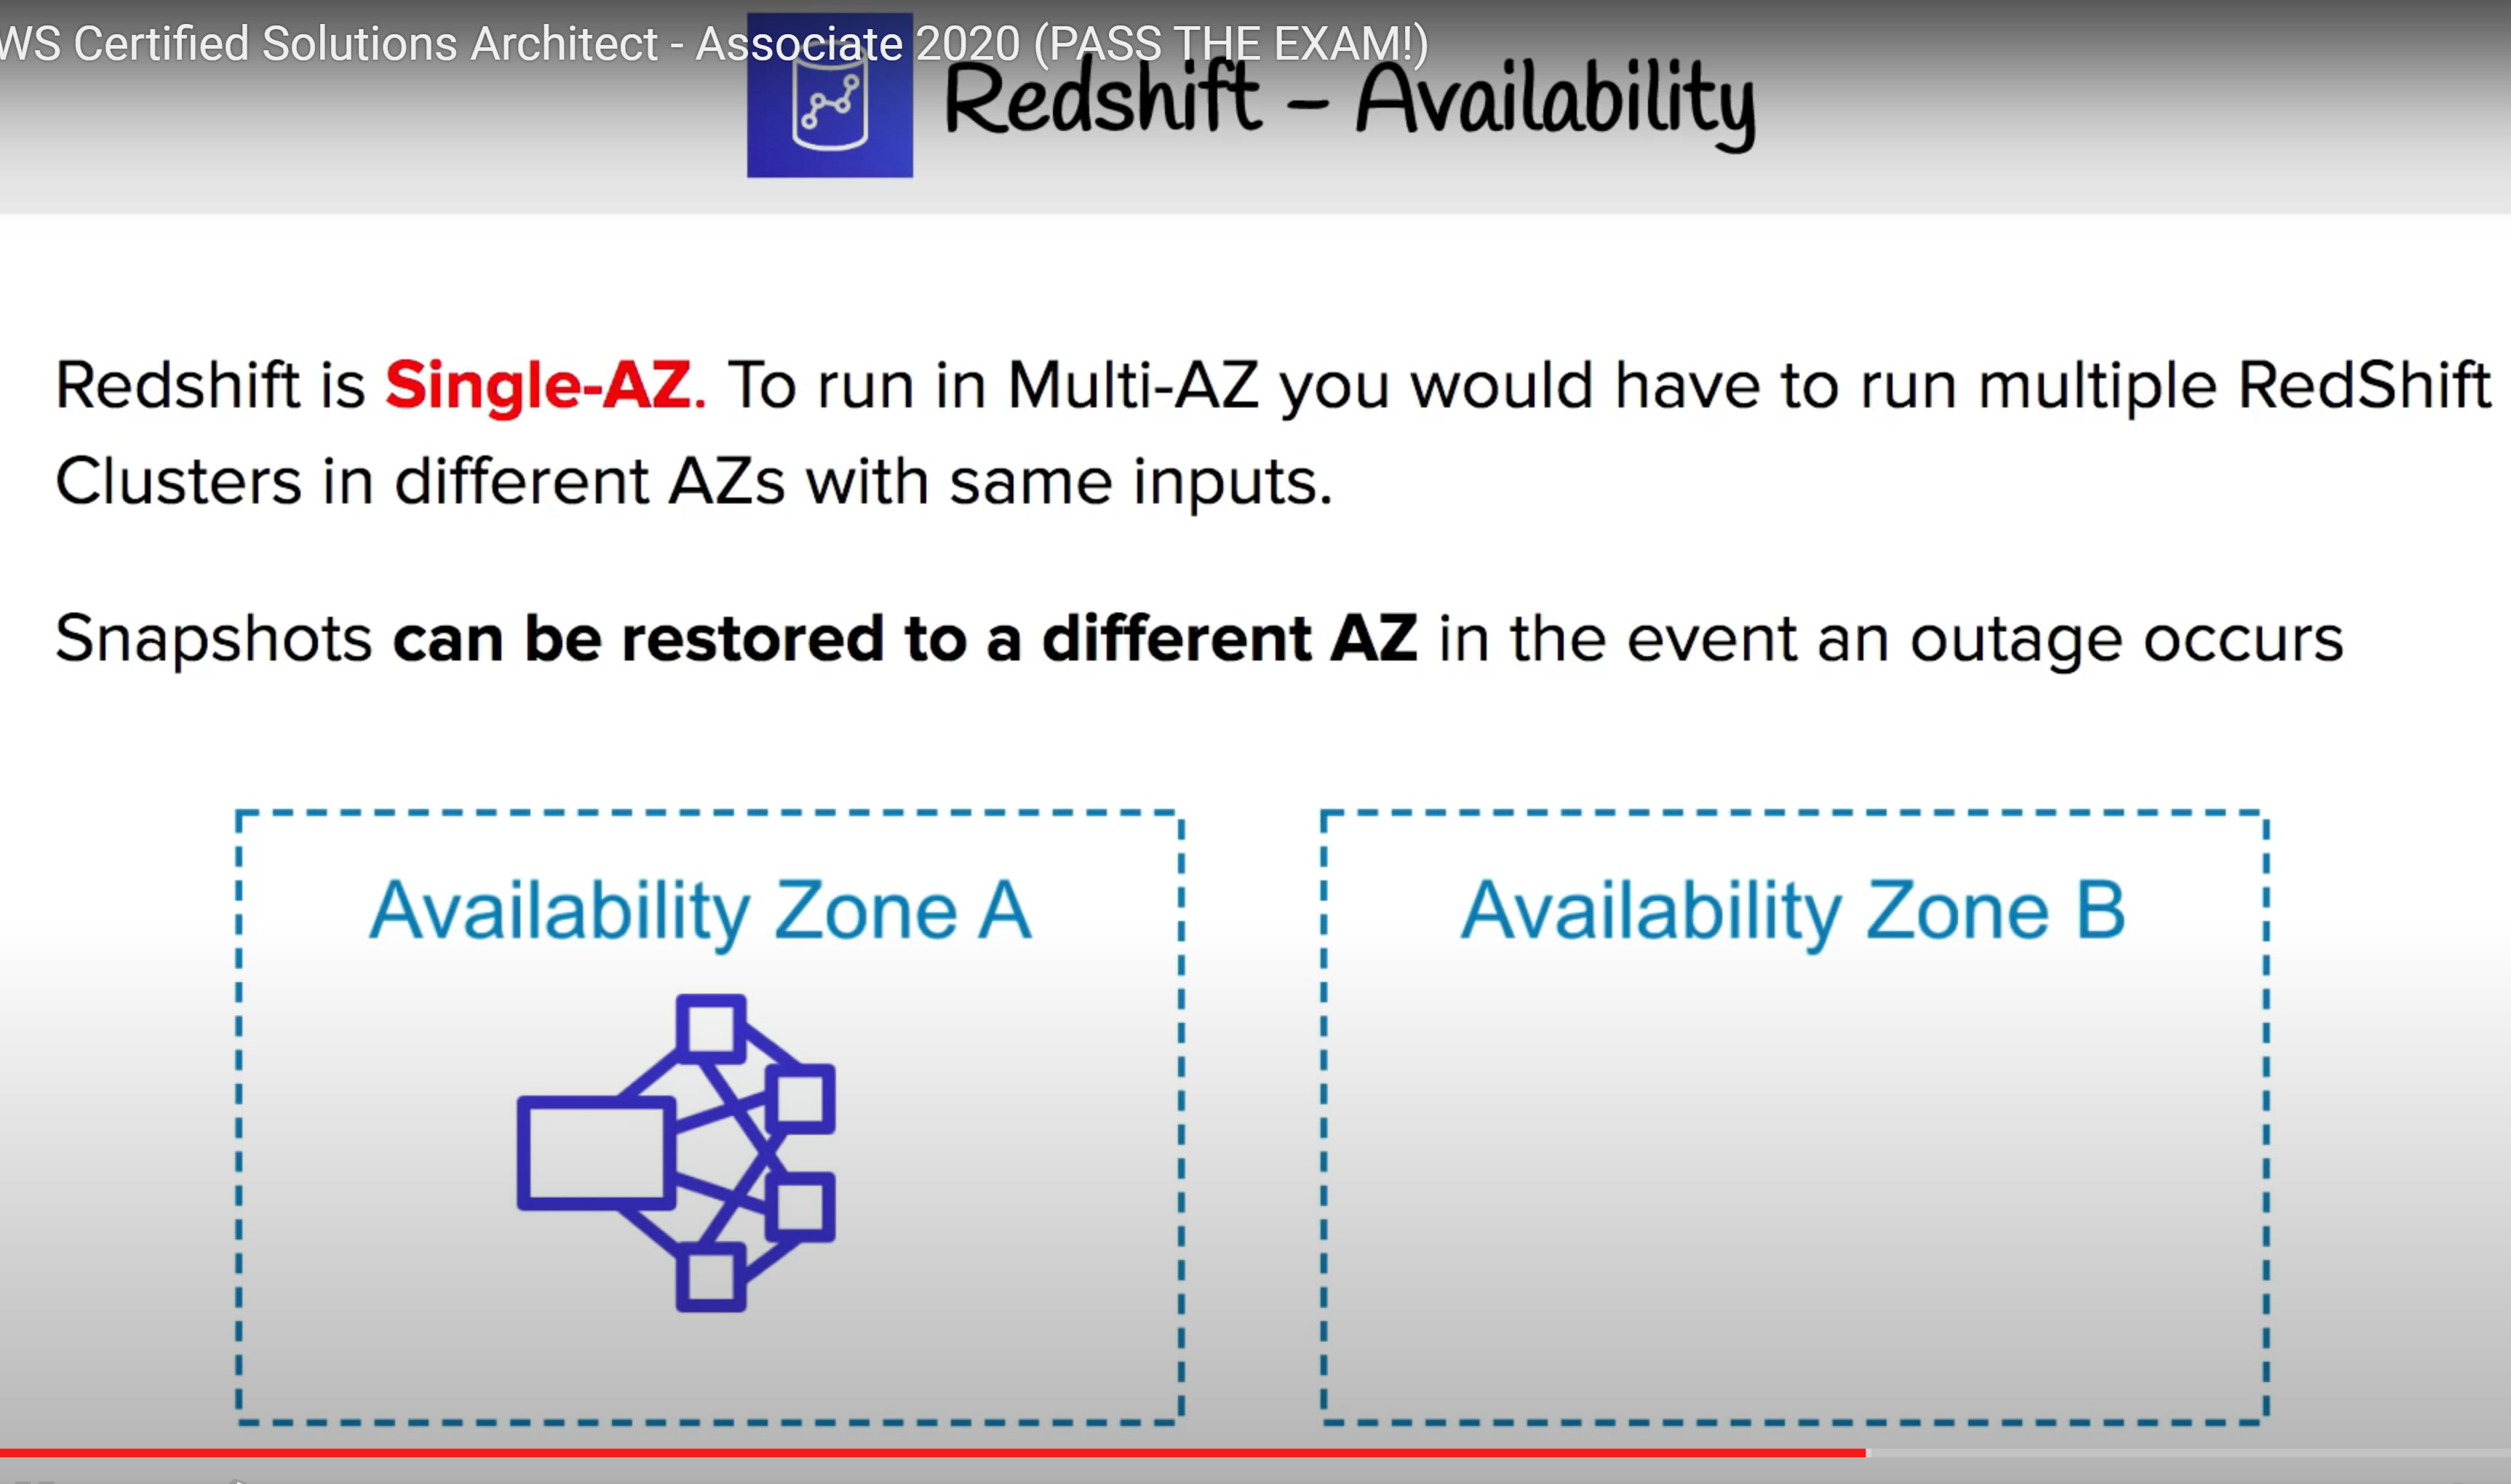 WS Certified Solutions Architect - Associate 2020 (PASS THE EXAM!)
Redshift - Availability
Redshift is Single-AZ. To run in Multi-AZ you would have to run multiple RedShift
Clusters in different AZs with same inputs.
Snapshots can be restored to a different AZ in the event an outage occurs
Availability Zone A
Availability Zone B